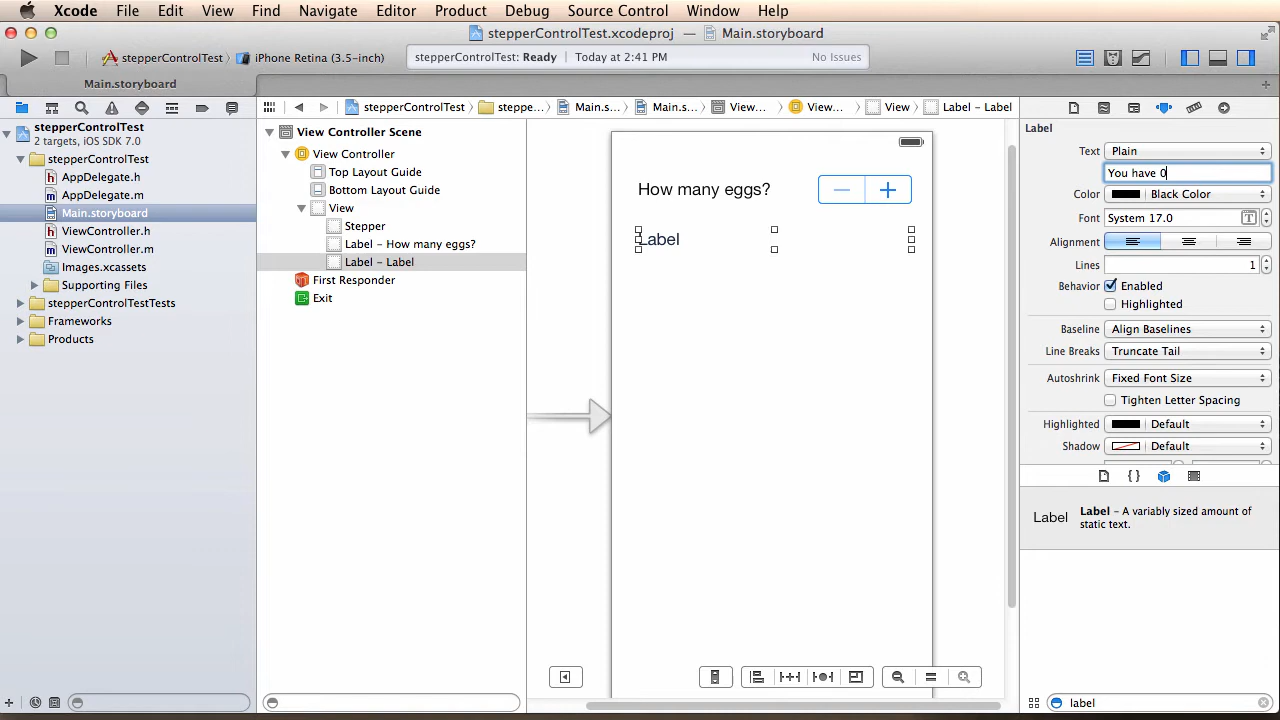 Xcode File Edit View Find Navigate Editor Product Debug Source Control Window Help
stepperControlTest.xcodeproj — Main.storyboard
stepperControlTest iPhone Retina (3.5-inch)
stepperControlTest: Ready Today at 2:41 PM No Issues
Main.storyboard
stepperControlTest steppe... Main.s... Main.s... View... View... View Label – Label
stepperControlTest
2 targets, iOS SDK 7.0
stepperControlTest
AppDelegate.h
AppDelegate.m
Main.storyboard
ViewController.h
ViewController.m
Images.xcassets
Supporting Files
stepperControlTestTests
Frameworks
Products
View Controller Scene
View Controller
Top Layout Guide
Bottom Layout Guide
View
Stepper
Label – How many eggs?
Label – Label
First Responder
Exit
How many eggs?
Label
Label
Text Plain
You have 0
Color Black Color
Font System 17.0
Alignment
Lines 1
Behavior Enabled
Highlighted
Baseline Align Baselines
Line Breaks Truncate Tail
Autoshrink Fixed Font Size
Tighten Letter Spacing
Highlighted Default
Shadow Default
Label Label – A variably sized amount of
static text.
label